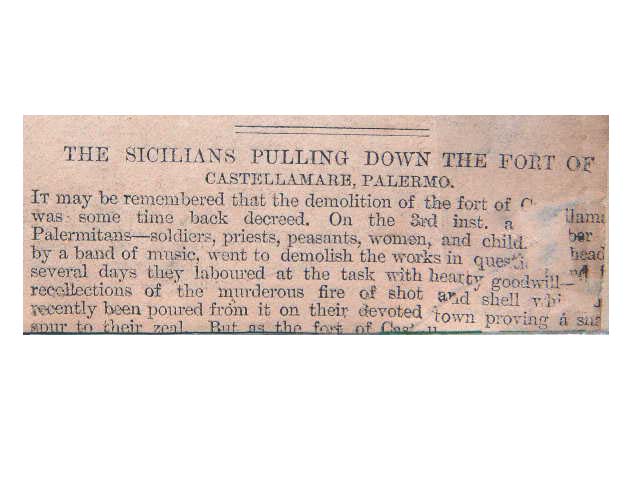 THE SICILIANS PULLING DOWN THE FORT OF
CASTELLAMARE, PALERMO.
IT may be remembered that the demolition of the fort of
was some time back decreed. On the 3rd inst. a
Palermitans—soldiers, priests, peasants, women, and
by a band of music, went to demolish the works in head
several days they laboured at the task with hearty goodwill—
recollections of the murderous fire of shot and shell
recently been poured from it on their devoted town proving a
spur to their zeal. But as the fort of